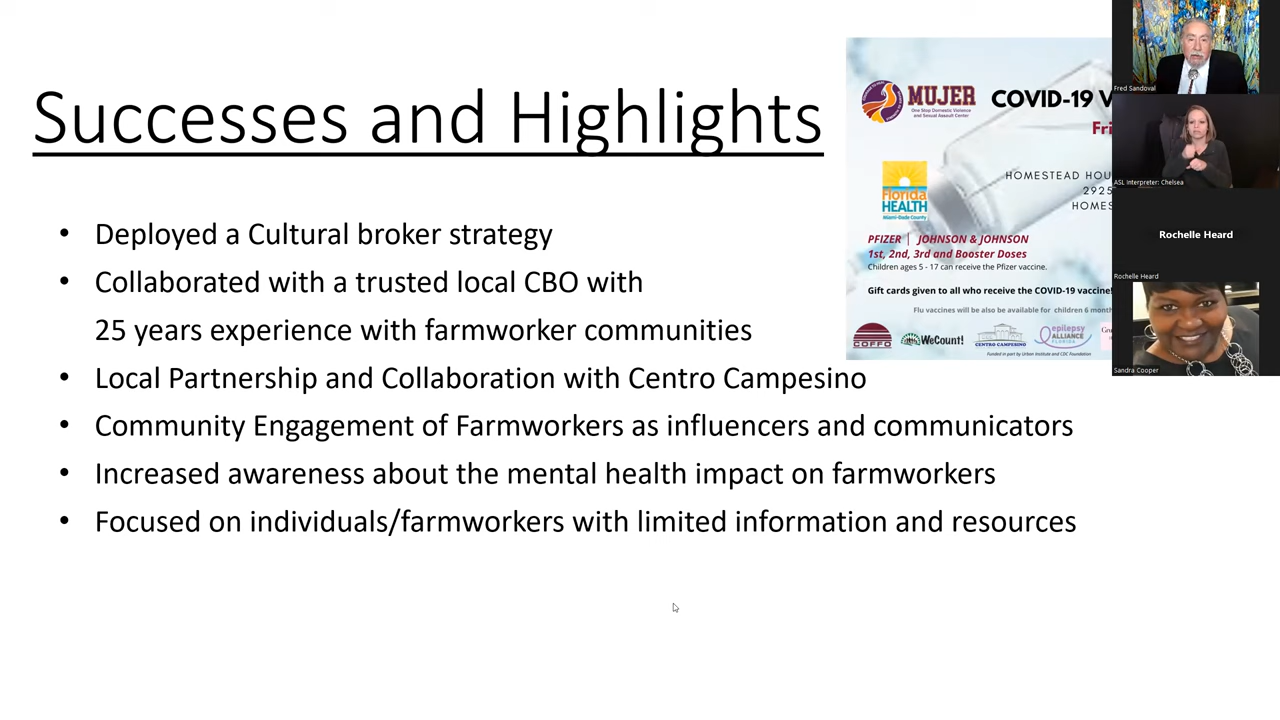 Successes and Highlights
Deployed a Cultural broker strategy
Collaborated with a trusted local CBO with
25 years experience with farmworker communities
Local Partnership and Collaboration with Centro Campesino
Community Engagement of Farmworkers as influencers and communicators
Increased awareness about the mental health impact on farmworkers
Focused on individuals/farmworkers with limited information and resources
MUJER
One Stop Domestic Violence
and Sexual Assault Center
COVID-19 V
Fri
HOMESTEAD HOU
2925
HOMES
Florida
HEALTH
Miami-Dade County
PFIZER | JOHNSON & JOHNSON
1st, 2nd, 3rd and Booster Doses
Children ages 5 - 17 can receive the Pfizer vaccine.
Gift cards given to all who receive the COVID-19 vaccine!
Flu vaccines will be also be available for children 6 month
COFFO
WeCount!
CENTRO CAMPESINO
epilepsy
ALLIANCE
FLORIDA
Funded in part by Urban Institute and CDC Foundation
Fred Sandoval
ASL Interpreter: Chelsea
Rochelle Heard
Rochelle Heard
Sandra Cooper